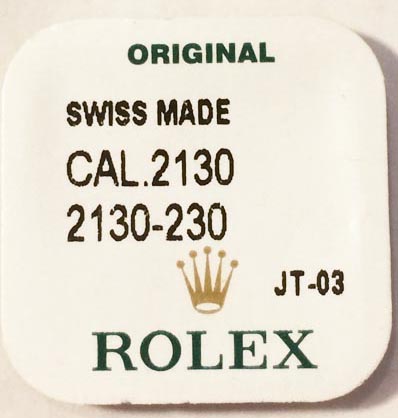 ORIGINAL
SWISS MADE
CAL.2130
2130-230
JT-03
ROLEX